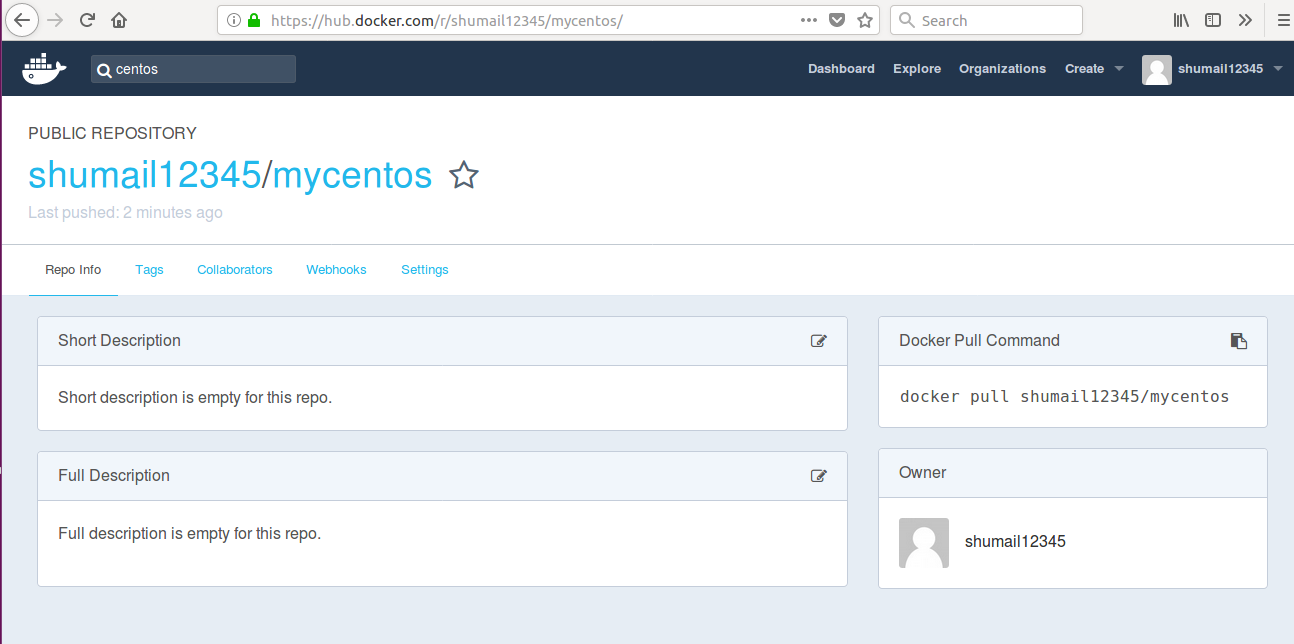 https://hub.docker.com/r/shumail12345/mycentos/
Search
centos
Dashboard Explore Organizations Create shumail12345
PUBLIC REPOSITORY
shumail12345/mycentos
Last pushed: 2 minutes ago
Repo Info Tags Collaborators Webhooks Settings
Short Description
Short description is empty for this repo.
Full Description
Full description is empty for this repo.
Docker Pull Command
docker pull shumail12345/mycentos
Owner
shumail12345